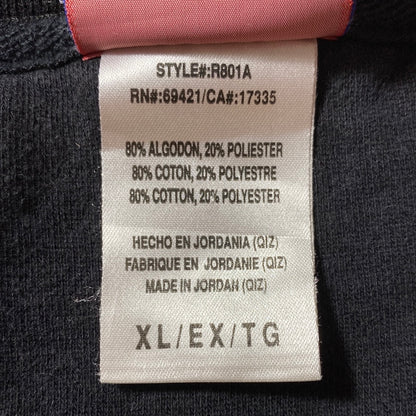 STYLE#:R801A
RN#:69421/CA#:17335
80% ALGODON, 20% POLIESTER
80% COTON, 20% POLYESTRE
80% COTTON, 20% POLYESTER
HECHO EN JORDANIA (QIZ)
FABRIQUE EN JORDANIE (QIZ)
MADE IN JORDAN (QIZ)
XL/EX/TG